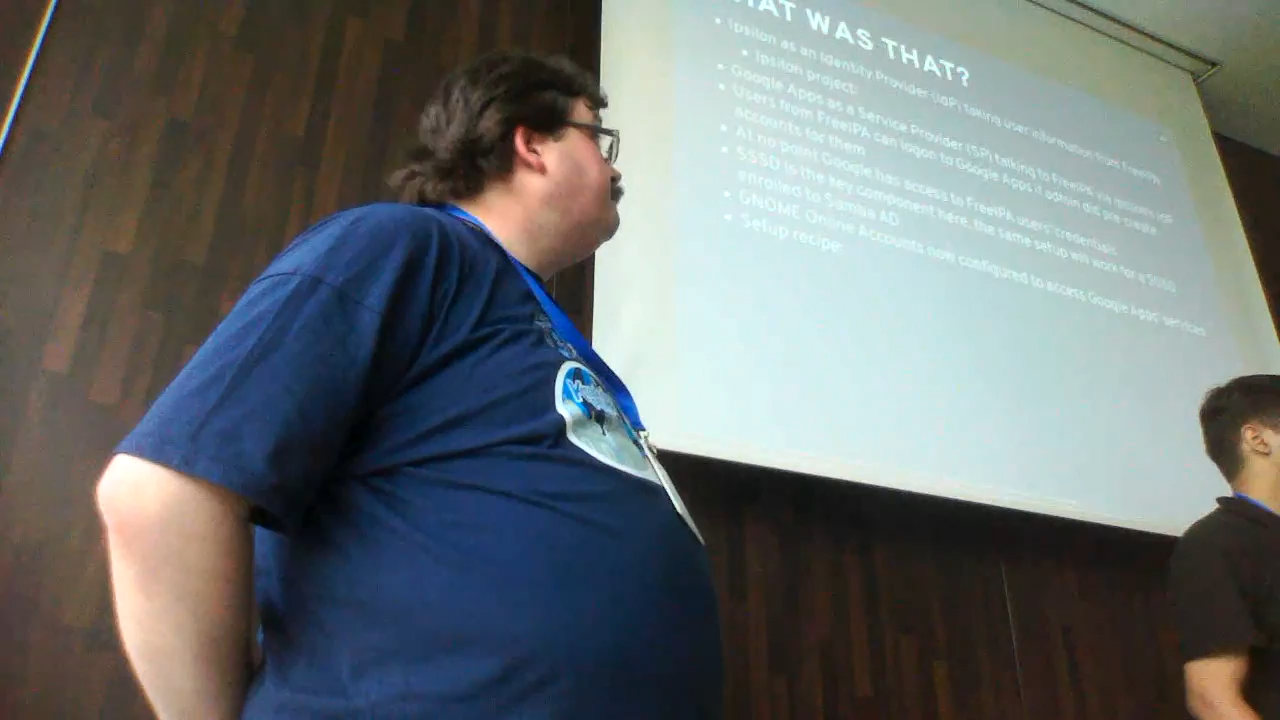 HAT WAS THAT?
• Ipsilon as an Identity Provider (IdP) taking user information from FreeIPA
• Ipsilon project:
• Google Apps as a Service Provider (SP) talking to FreeIPA via Ipsilon's IdP
• Users from FreeIPA can logon to Google Apps if admin did pre-create
accounts for them
• At no point Google has access to FreeIPA users' credentials
• SSSD is the key component here, the same setup will work for a SSSD
enrolled to Samba AD
• GNOME Online Accounts now configured to access Google Apps' services
• Setup recipe: